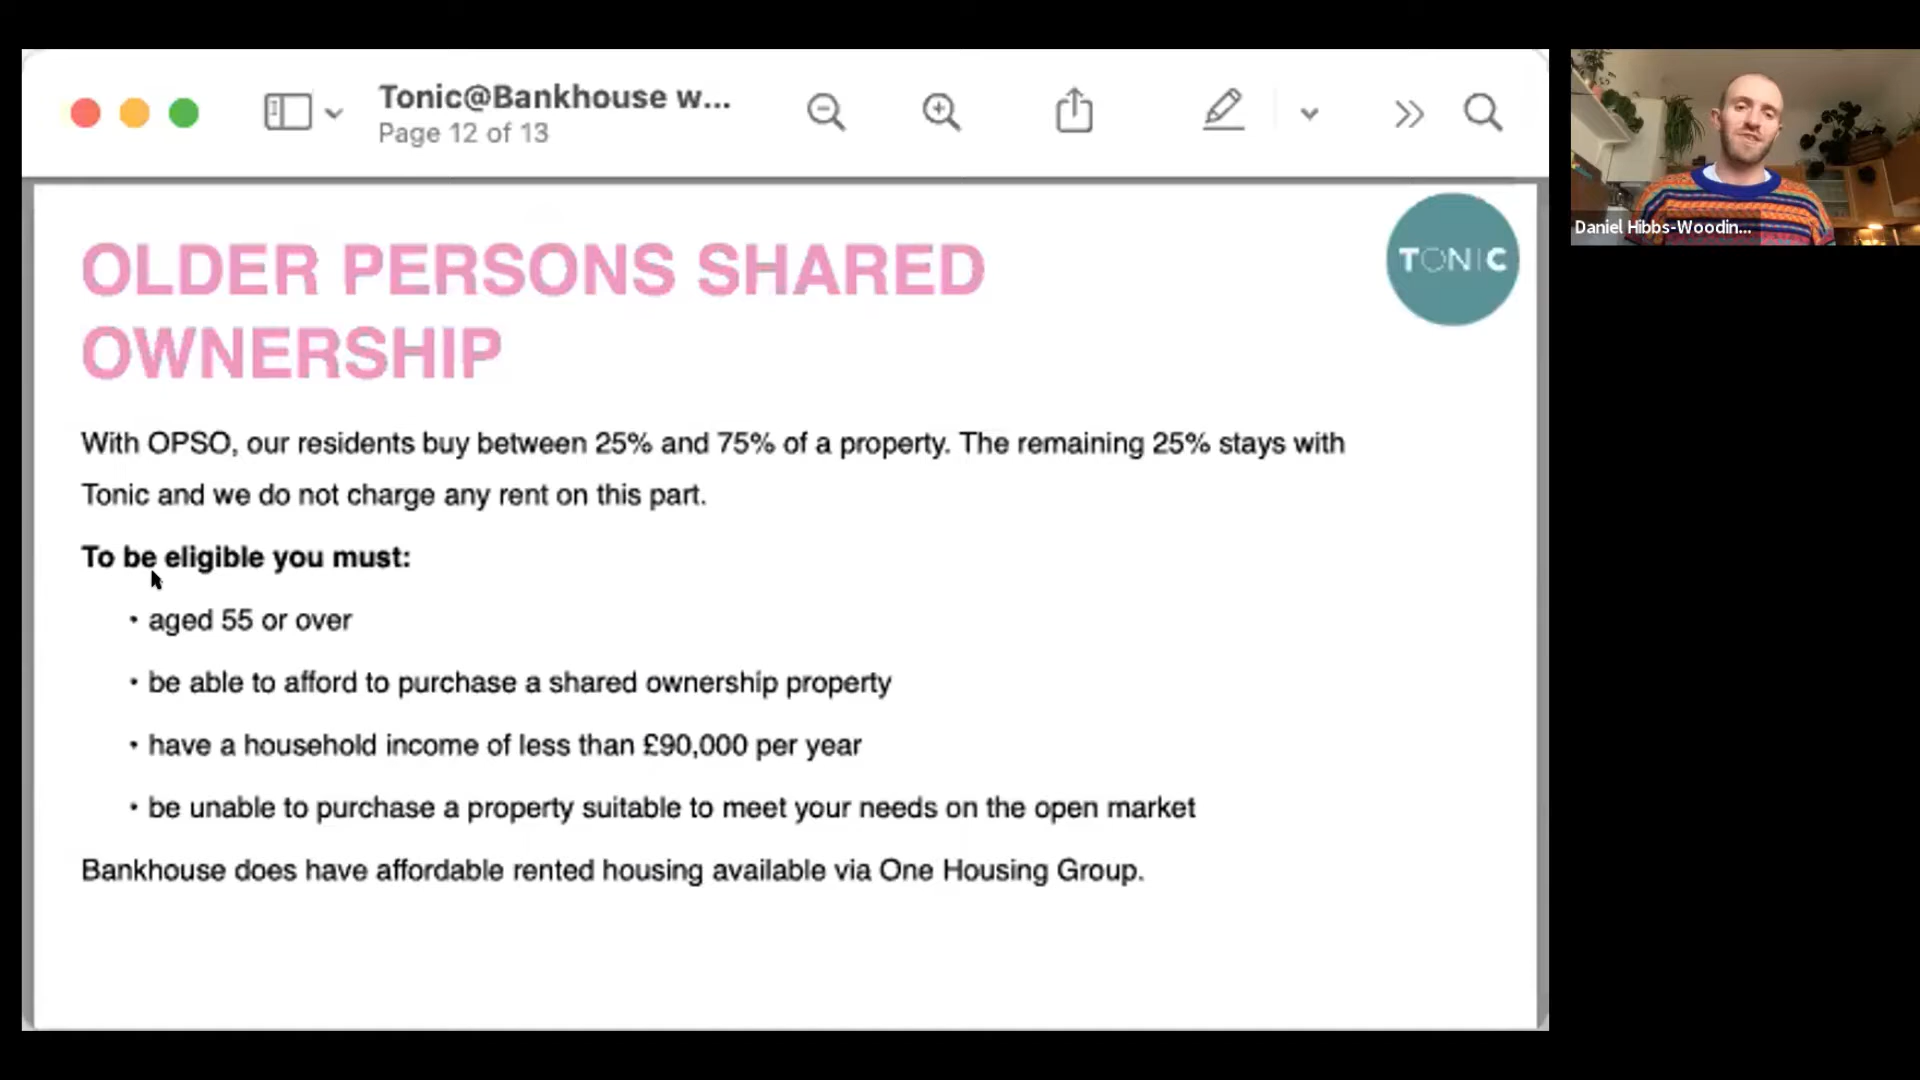 Tonic@Bankhouse w...
Page 12 of 13
TONIC
OLDER PERSONS SHARED
OWNERSHIP
With OPSO, our residents buy between 25% and 75% of a property. The remaining 25% stays with
Tonic and we do not charge any rent on this part.
To be eligible you must:
• aged 55 or over
• be able to afford to purchase a shared ownership property
• have a household income of less than £90,000 per year
• be unable to purchase a property suitable to meet your needs on the open market
Bankhouse does have affordable rented housing available via One Housing Group.
Daniel Hibbs-Woodin...